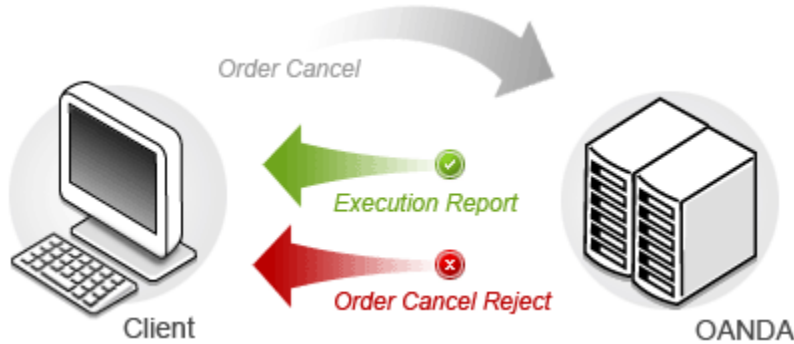 Order Cancel
Execution Report
Order Cancel Reject
Client
OANDA